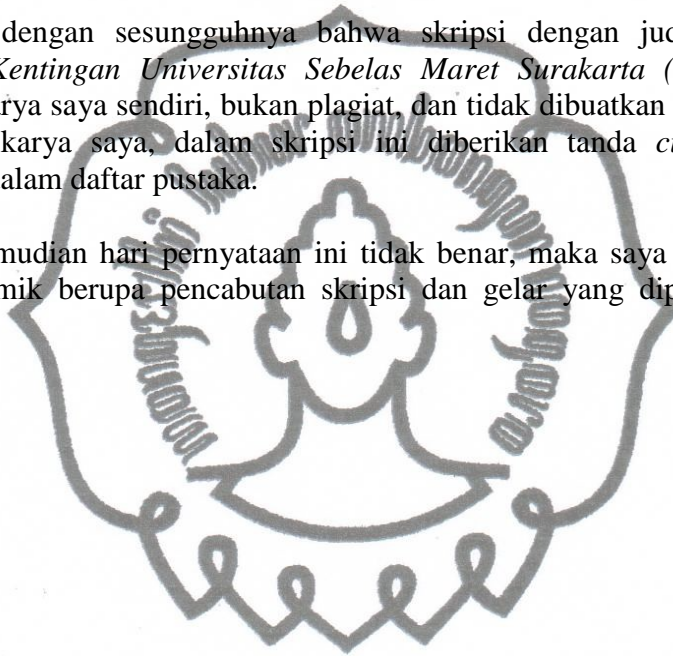 dengan sesungguhnya bahwa skripsi dengan jud
Kentingan Universitas Sebelas Maret Surakarta (
arya saya sendiri, bukan plagiat, dan tidak dibuatkan
karya saya, dalam skripsi ini diberikan tanda ci
alam daftar pustaka.
mudian hari pernyataan ini tidak benar, maka saya
mik berupa pencabutan skripsi dan gelar yang dip